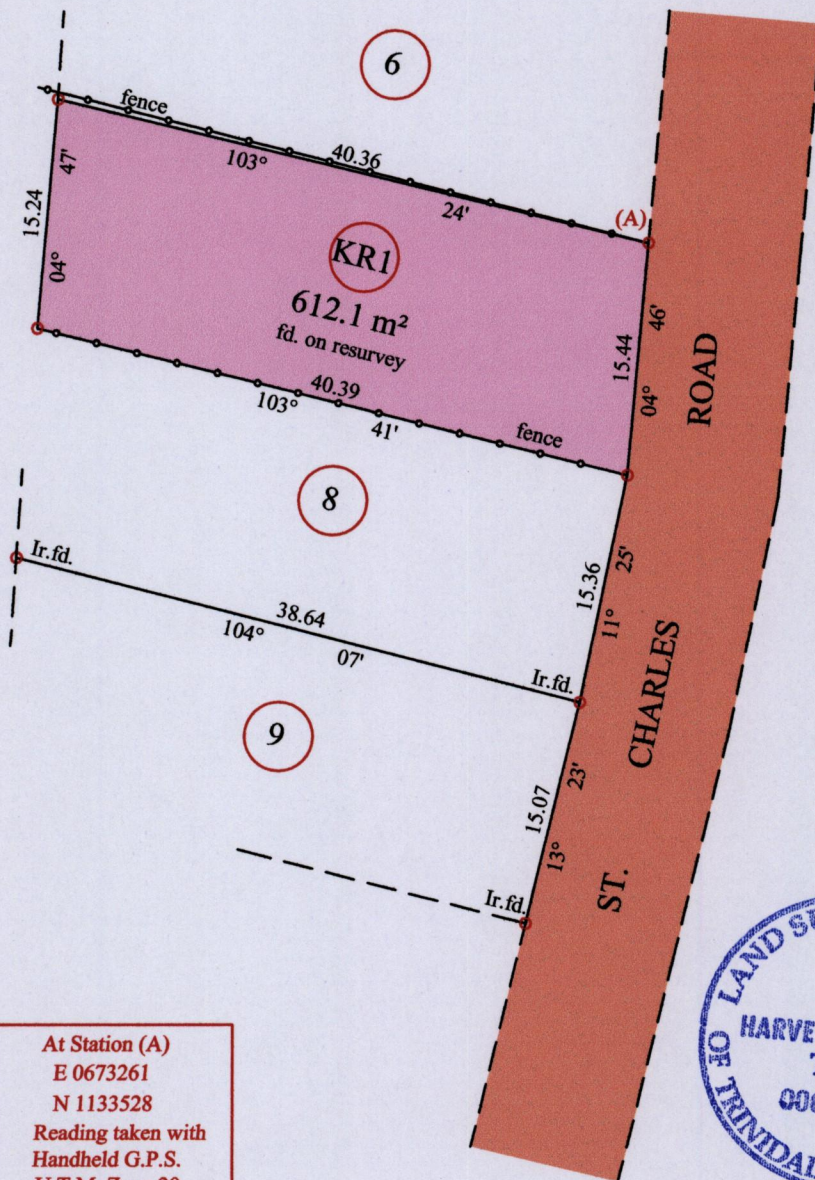 6
fence
40.36
103° 24'
(A)
15.24
04° 47'
KR1
612.1 m²
fd. on resurvey
15.44
04° 46'
40.39
103° 41'
fence
ROAD
8
Ir.fd.
15.36
11° 25'
38.64
104° 07'
Ir.fd.
CHARLES
9
15.07
13° 23'
Ir.fd.
ST.
At Station (A)
E 0673261
N 1133528
Reading taken with
Handheld G.P.S.
LAND
HARVE
OF TRINIDAD